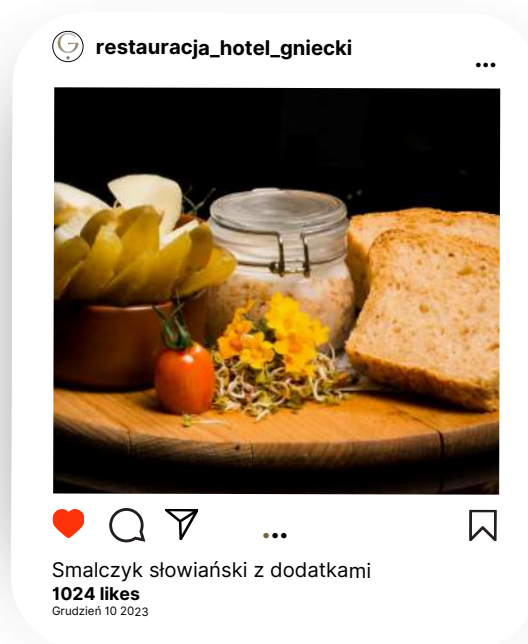 G
restauracja_hotel_gniecki
Smalczyk słowiański z dodatkami
1024 likes
Grudzień 10 2023